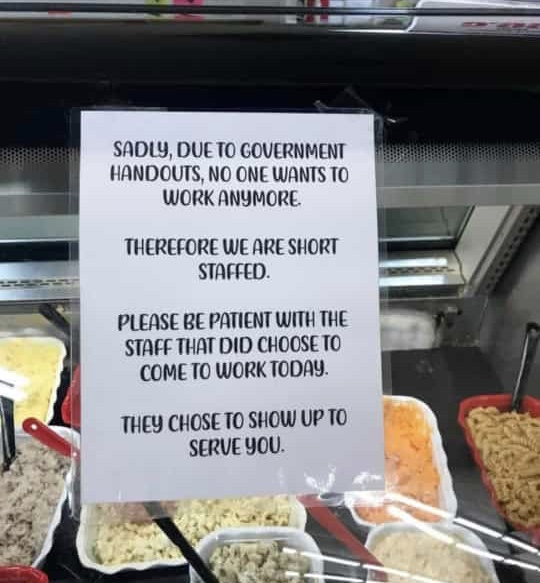 SADLY, DUE TO GOVERNMENT
HANDOUTS, NO ONE WANTS TO
WORK ANYMORE.
THEREFORE WE ARE SHORT
STAFFED.
PLEASE BE PATIENT WITH THE
STAFF THAT DID CHOOSE TO
COME TO WORK TODAY.
THEY CHOSE TO SHOW UP TO
SERVE YOU.